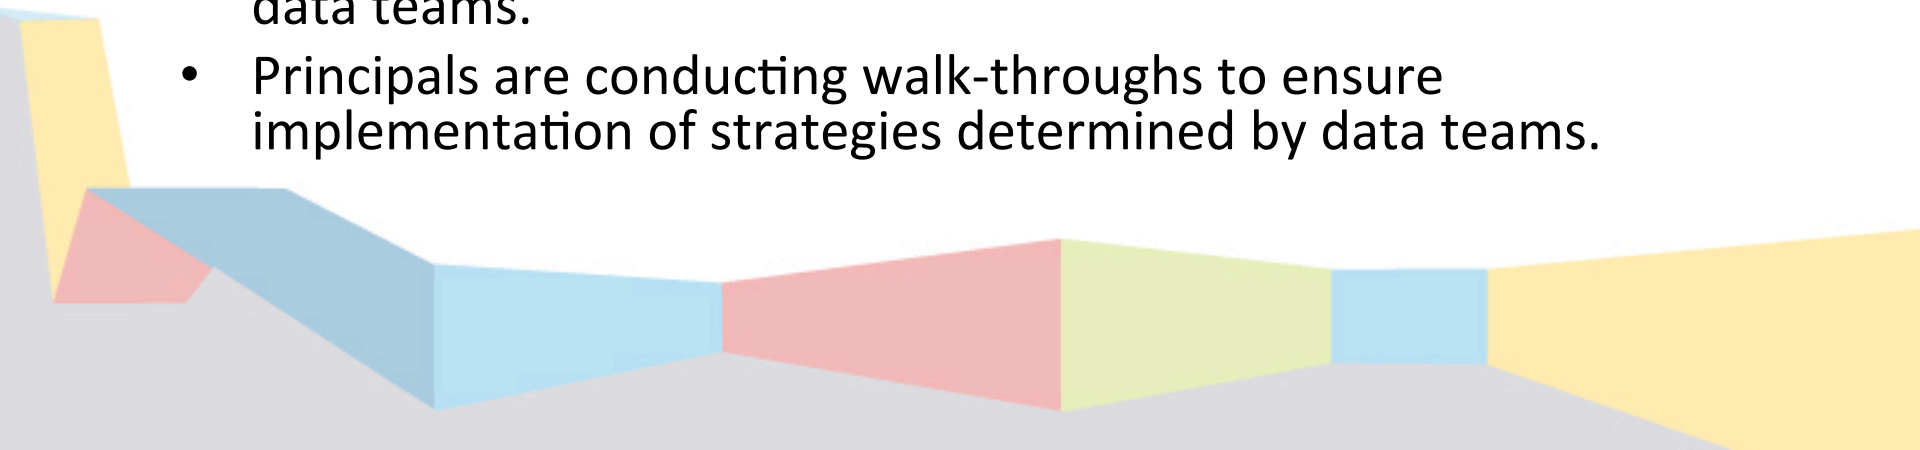 data teams.
• Principals are conducting walk-throughs to ensure
implementation of strategies determined by data teams.